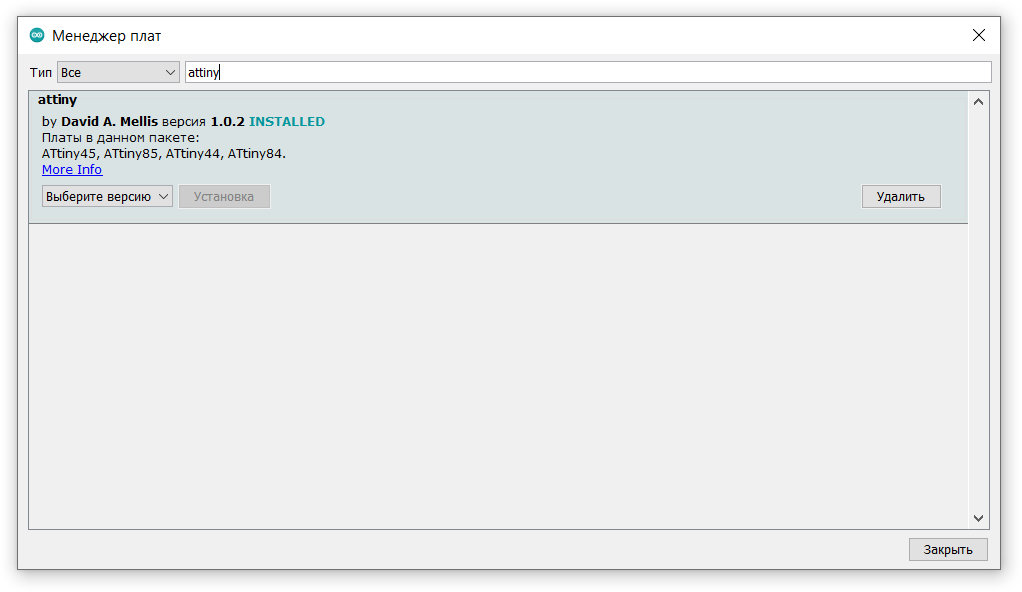 Менеджер плат
Тип Все attiny
attiny
by David A. Mellis версия 1.0.2 INSTALLED
Платы в данном пакете:
ATtiny45, ATtiny85, ATtiny44, ATtiny84.
More Info
Выберите версию Установка Удалить
Закрыть